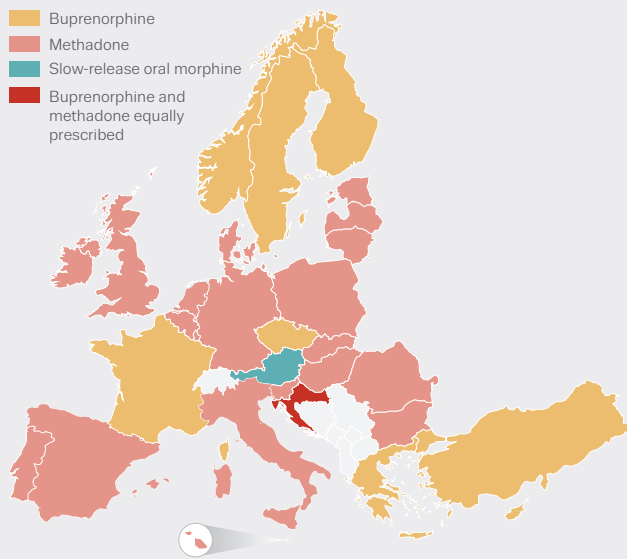 Buprenorphine
Methadone
Slow-release oral morphine
Buprenorphine and
methadone equally
prescribed